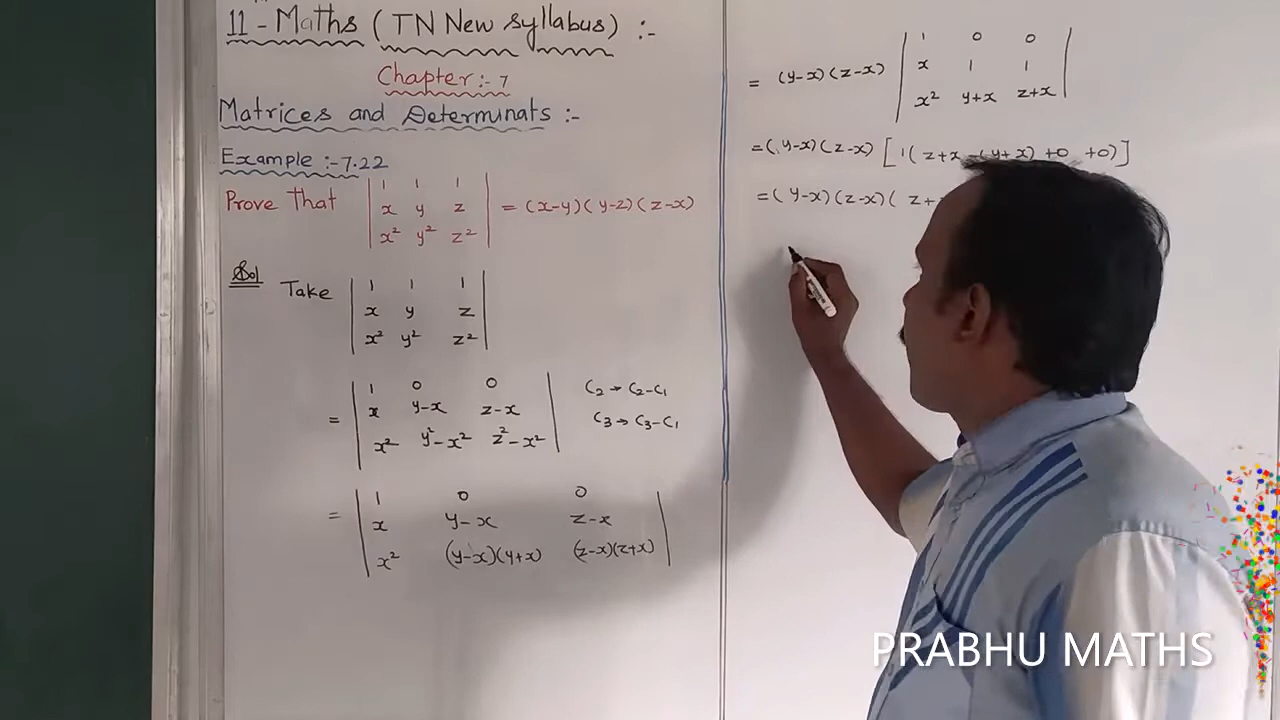 11 - Maths ( TN New Syllabus) :-
Chapter :- 7
Matrices and Determinats :-
Example :- 7.22
Prove That | 1 1 1 | = (x-y)(y-z)(z-x)
x y z
x² y² z²
Sol Take | 1 1 1 |
x y z
x² y² z²
= | 1 0 0 | C₂ → C₂-C₁
x y-x z-x C₃ → C₃-C₁
x² y²-x² z²-x²
= | 1 0 0 |
x y-x z-x
x² (y-x)(y+x) (z-x)(z+x)
= (y-x)(z-x) | 1 0 0 |
x 1 1
x² y+x z+x
=(y-x)(z-x) [ 1( z+x -(y+x) +0 +0)]
=( y-x)(z-x)( z+
PRABHU MATHS